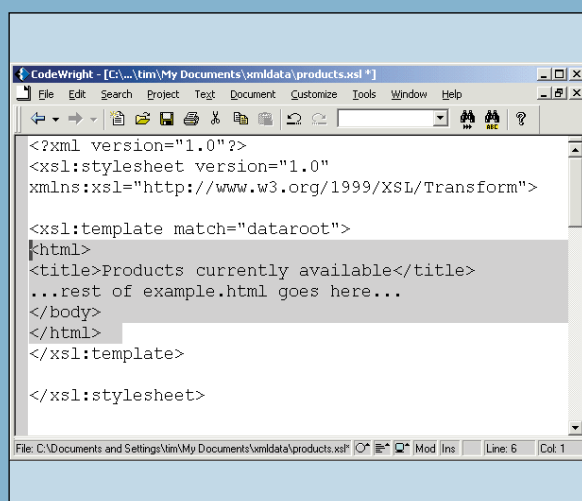 CodeWright - [C:\...\tim\My Documents\xmldata\products.xsl *]
File Edit Search Project Text Document Customize Tools Window Help
ABC
<?xml version="1.0"?>
<xsl:stylesheet version="1.0"
xmlns:xsl="http://www.w3.org/1999/XSL/Transform">
<xsl:template match="dataroot">
<html>
<title>Products currently available</title>
...rest of example.html goes here...
</body>
</html>
</xsl:template>
</xsl:stylesheet>
File: C:\Documents and Settings\tim\My Documents\xmldata\products.xsl* Mod Ins Line: 6 Col: 1